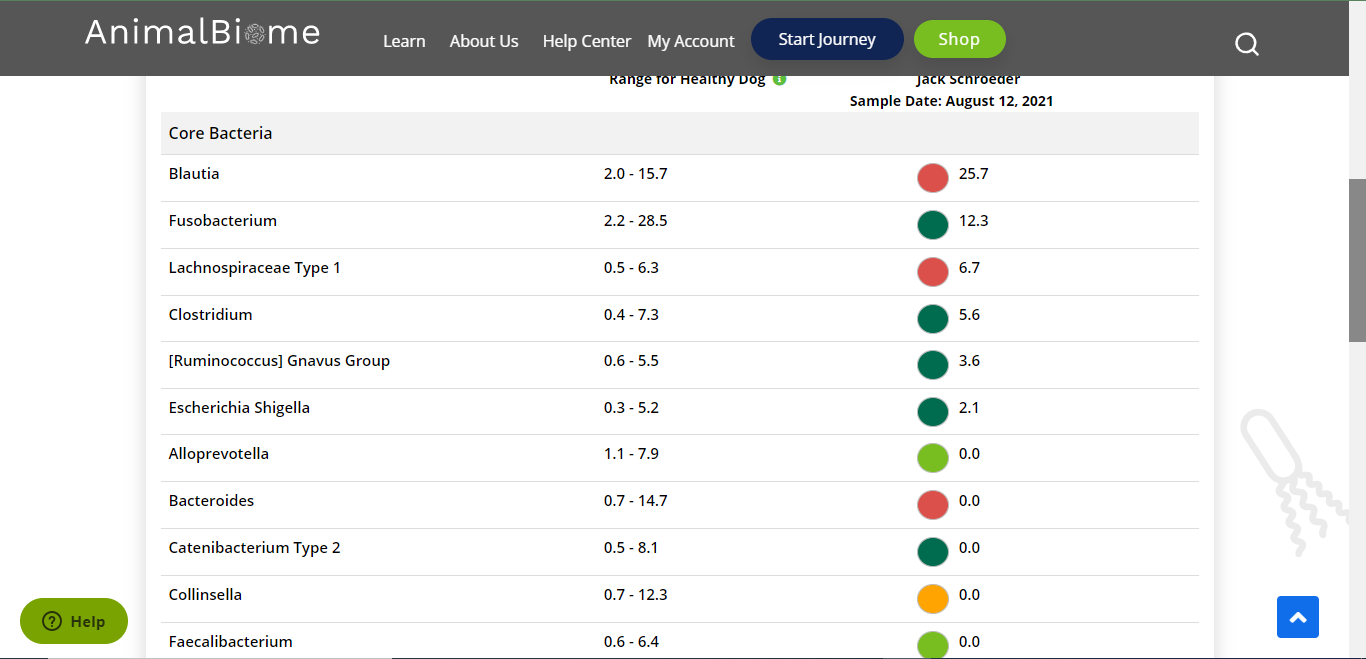 AnimalBiome
Learn About Us Help Center My Account Start Journey Shop
Range for Healthy Dog Jack Schroeder
Sample Date: August 12, 2021
Core Bacteria
Blautia 2.0 - 15.7 25.7
Fusobacterium 2.2 - 28.5 12.3
Lachnospiraceae Type 1 0.5 - 6.3 6.7
Clostridium 0.4 - 7.3 5.6
[Ruminococcus] Gnavus Group 0.6 - 5.5 3.6
Escherichia Shigella 0.3 - 5.2 2.1
Alloprevotella 1.1 - 7.9 0.0
Bacteroides 0.7 - 14.7 0.0
Catenibacterium Type 2 0.5 - 8.1 0.0
Collinsella 0.7 - 12.3 0.0
Faecalibacterium 0.6 - 6.4 0.0
Help